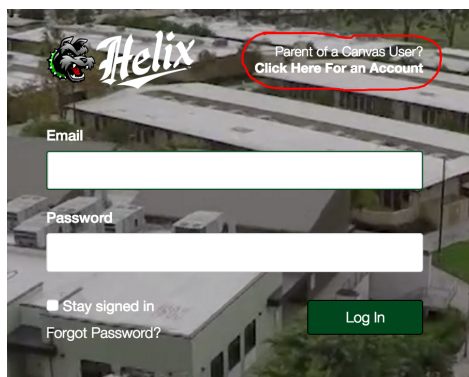 Helix
Parent of a Canvas User?
Click Here For an Account
Email
Password
Stay signed in
Forgot Password?
Log In